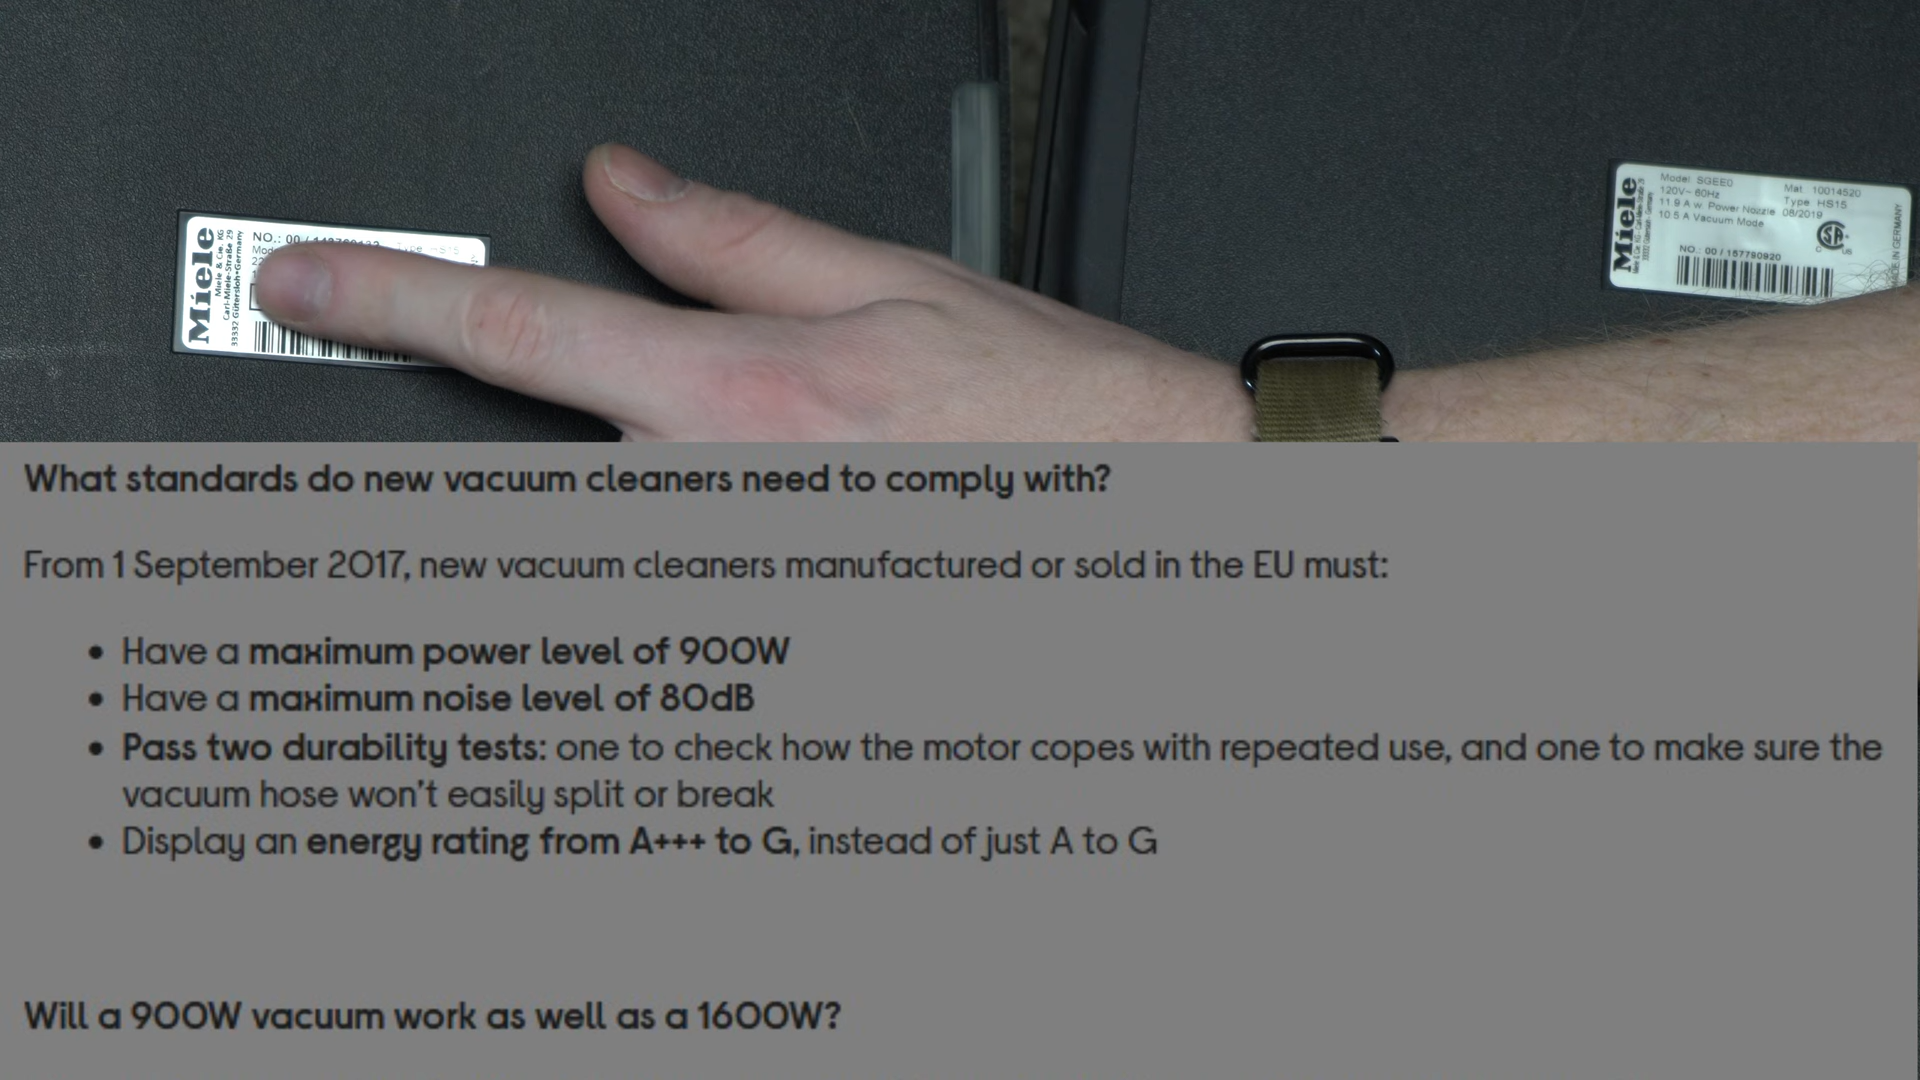 Miele
Miele & Cie. KG
Carl-Miele-Straße 29
33332 Gütersloh•Germany
NO.: 00 /
Type HS15
Miele
Model: SGEE0
120V~ 60Hz
11.9 A w. Power Nozzle
10.5 A Vacuum Mode
Mat. 10014520
Type HS15
08/2019
NO.: 00 / 157790920
MADE IN GERMANY
What standards do new vacuum cleaners need to comply with?
From 1 September 2017, new vacuum cleaners manufactured or sold in the EU must:
• Have a maximum power level of 900W
• Have a maximum noise level of 80dB
• Pass two durability tests: one to check how the motor copes with repeated use, and one to make sure the
vacuum hose won't easily split or break
• Display an energy rating from A+++ to G, instead of just A to G
Will a 900W vacuum work as well as a 1600W?